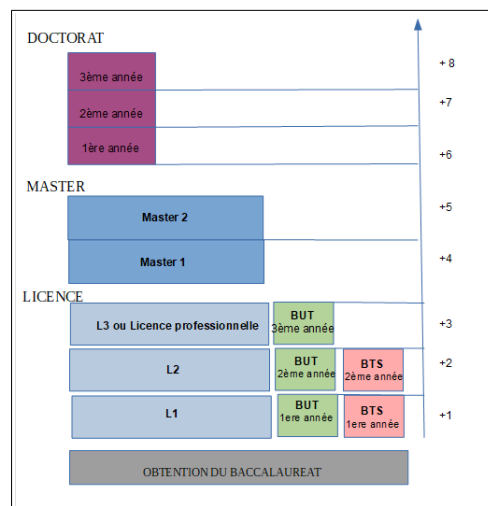 DOCTORAT
3ème année
+ 8
2ème année
+7
1ère année
+6
MASTER
Master 2
+5
Master 1
+4
LICENCE
L3 ou Licence professionnelle
BUT
3ème année
+3
L2
BUT
2ème année
BTS
2ème année
+2
L1
BUT
1ere année
BTS
1ere année
+1
OBTENTION DU BACCALAUREAT